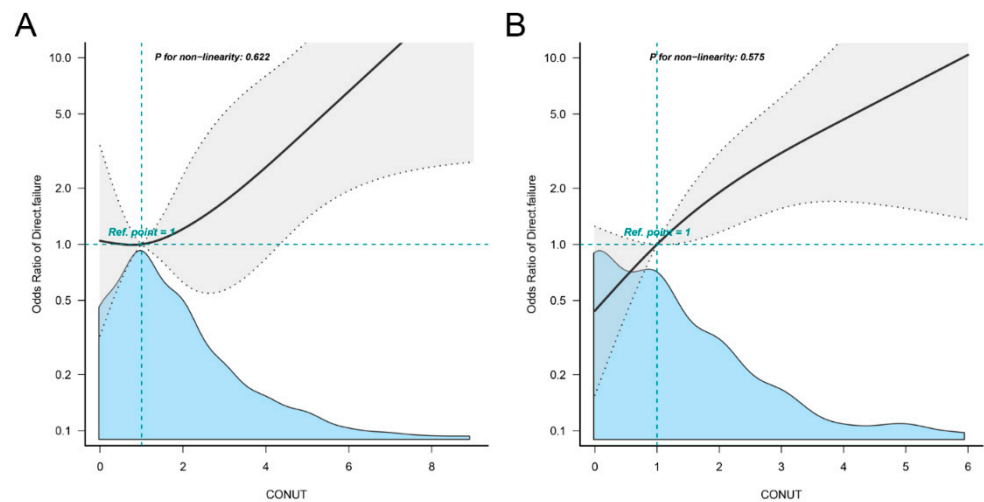 A
P for non-linearity: 0.622
10.0
5.0
2.0
1.0
0.5
0.2
0.1
Odds Ratio of Direct.failure
Ref. point = 1
0 2 4 6 8
CONUT
B
P for non-linearity: 0.575
10.0
5.0
2.0
1.0
0.5
0.2
0.1
Odds Ratio of Direct.failure
Ref. point = 1
0 1 2 3 4 5 6
CONUT